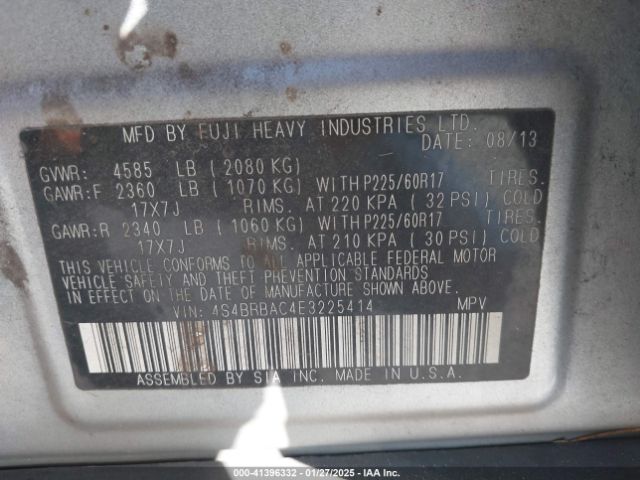 MFD BY FUJI HEAVY INDUSTRIES LTD.
DATE: 08/13
GVWR: 4585 LB ( 2080 KG)
GAWR: F 2360 LB ( 1070 KG) WITH P225/60R17 TIRES.
17X7J RIMS. AT 220 KPA ( 32 PSI) COLD
GAWR: R 2340 LB ( 1060 KG) WITH P225/60R17 TIRES.
17X7J RIMS. AT 210 KPA ( 30 PSI) COLD
THIS VEHICLE CONFORMS TO ALL APPLICABLE FEDERAL MOTOR
VEHICLE SAFETY AND THEFT PREVENTION STANDARDS
IN EFFECT ON THE DATE OF MANUFACTURE SHOWN ABOVE.
VIN: 4S4BRBAC4E3225414 MPV
ASSEMBLED BY SIA INC. MADE IN U.S.A.
000-41396332 - 01/27/2025 - IAA Inc.